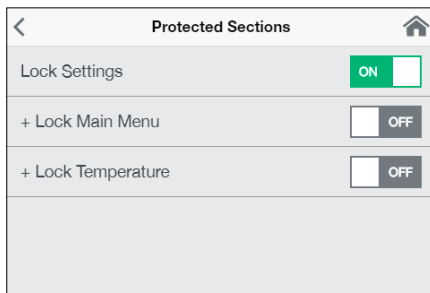 Protected Sections
Lock Settings ON
+ Lock Main Menu OFF
+ Lock Temperature OFF